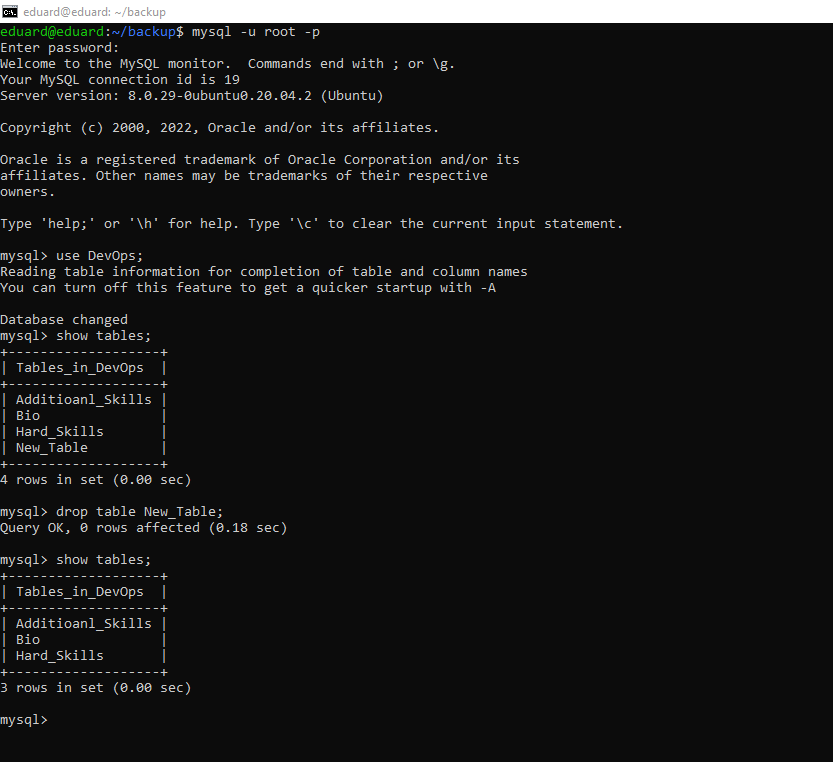 eduard@eduard: ~/backup
eduard@eduard:~/backup$ mysql -u root -p
Enter password:
Welcome to the MySQL monitor.  Commands end with ; or \g.
Your MySQL connection id is 19
Server version: 8.0.29-0ubuntu0.20.04.2 (Ubuntu)

Copyright (c) 2000, 2022, Oracle and/or its affiliates.

Oracle is a registered trademark of Oracle Corporation and/or its
affiliates. Other names may be trademarks of their respective
owners.

Type 'help;' or '\h' for help. Type '\c' to clear the current input statement.

mysql> use DevOps;
Reading table information for completion of table and column names
You can turn off this feature to get a quicker startup with -A

Database changed
mysql> show tables;
+-------------------+
| Tables_in_DevOps  |
+-------------------+
| Additioanl_Skills |
| Bio               |
| Hard_Skills       |
| New_Table         |
+-------------------+
4 rows in set (0.00 sec)

mysql> drop table New_Table;
Query OK, 0 rows affected (0.18 sec)

mysql> show tables;
+-------------------+
| Tables_in_DevOps  |
+-------------------+
| Additioanl_Skills |
| Bio               |
| Hard_Skills       |
+-------------------+
3 rows in set (0.00 sec)

mysql>